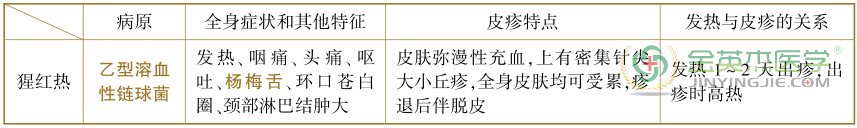 病原 全身症状和其他特征 皮疹特点 发热与皮疹的关系
猩红热
乙型溶血
性链球菌
发热、咽痛、头痛、呕
吐、杨梅舌、环口苍白
圈、颈部淋巴结肿大
皮肤弥漫性充血，上有密集针尖
大小丘疹，全身皮肤均可受累，疹
退后伴脱皮
发热 1~2 天出疹，出
疹时高热
金英杰医学®
JINYINGJIE.COM